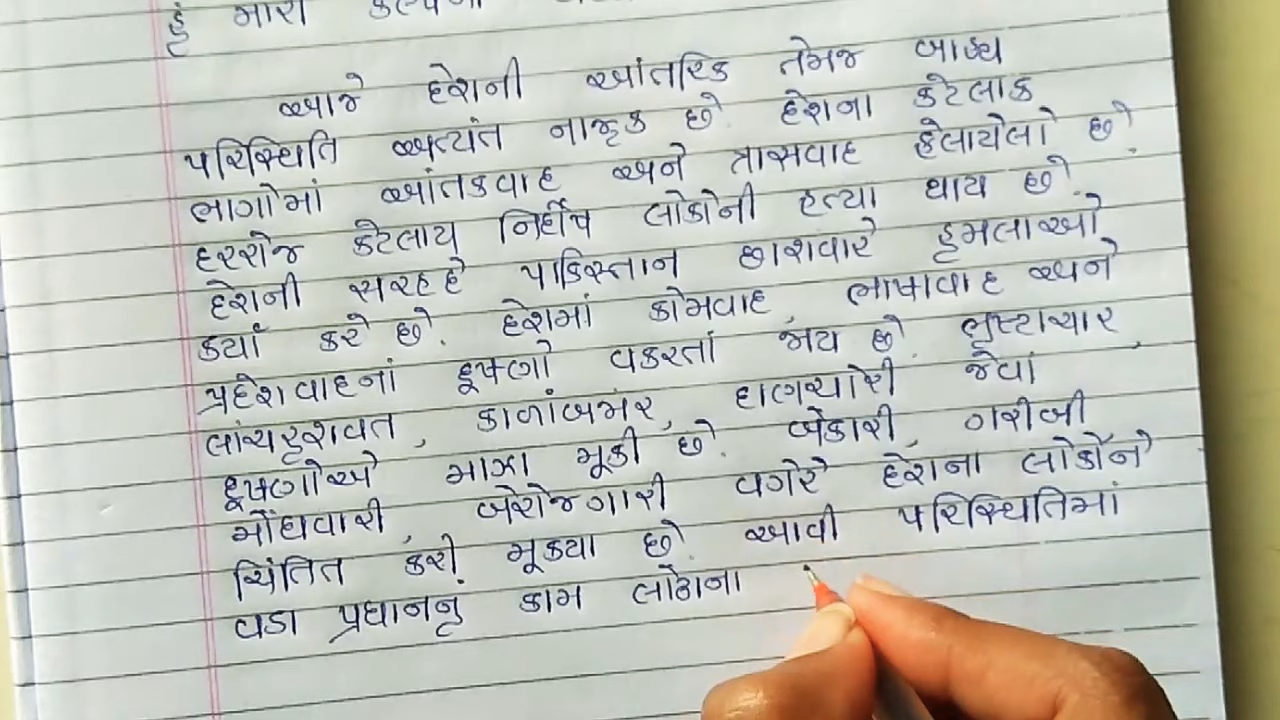 હું મારી કલ્પના
આજે દેશની આંતરિક તેમજ બાહ્ય
પરિસ્થિતિ અત્યંત નાજૂક છે. દેશના કેટલાક
ભાગોમાં આંતકવાદ અને ત્રાસવાદ ફેલાયેલો છે.
દરરોજ કેટલાય નિર્દોષ લોકોની હત્યા થાય છે.
દેશની સરહદે પાકિસ્તાન છાશવારે હુમલાઓ
કર્યા કરે છે. દેશમાં કોમવાદ, ભાષાવાદ અને
પ્રદેશવાદનાં દૂષણો વકરતાં જાય છે. ભ્રષ્ટાચાર,
લાંચરુશવત, કાળાંબજાર, દાણચોરી જેવાં
દૂષણોએ માઝા મૂકી છે. બેકારી, ગરીબી
મોંઘવારી, બેરોજગારી વગેરે દેશના લોકોને
ચિંતિત કરી મૂક્યા છે. આવી પરિસ્થિતિમાં
વડા પ્રધાનનું કામ લોઢાના